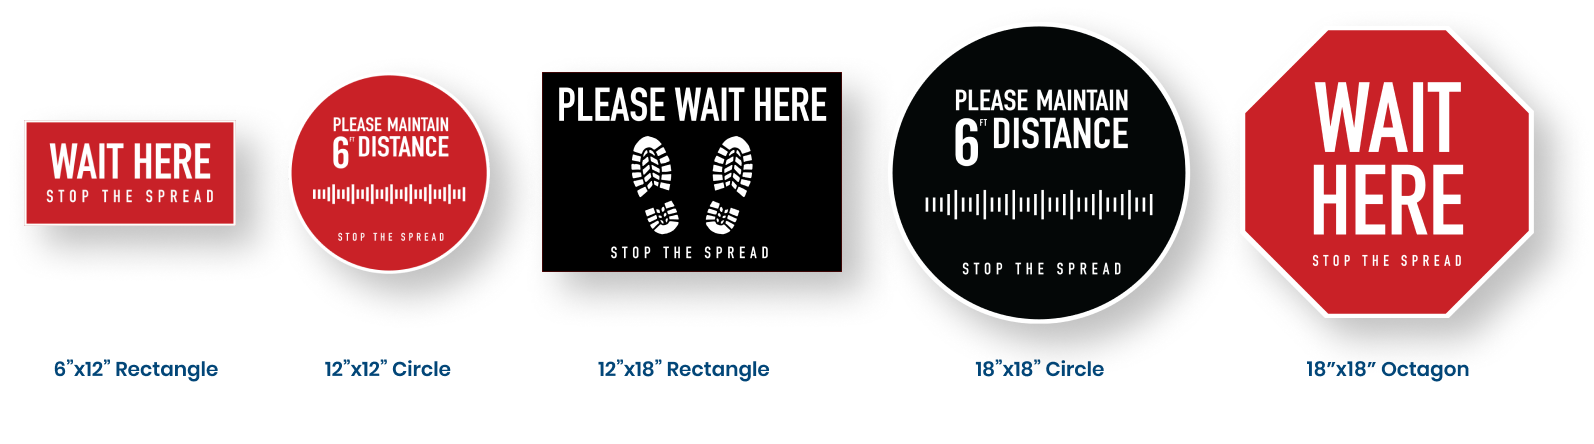 WAIT HERE
STOP THE SPREAD
PLEASE MAINTAIN
6 FT DISTANCE
STOP THE SPREAD
PLEASE WAIT HERE
STOP THE SPREAD
PLEASE MAINTAIN
6 FT DISTANCE
STOP THE SPREAD
WAIT
HERE
STOP THE SPREAD
6”x12” Rectangle
12”x12” Circle
12”x18” Rectangle
18”x18” Circle
18”x18” Octagon